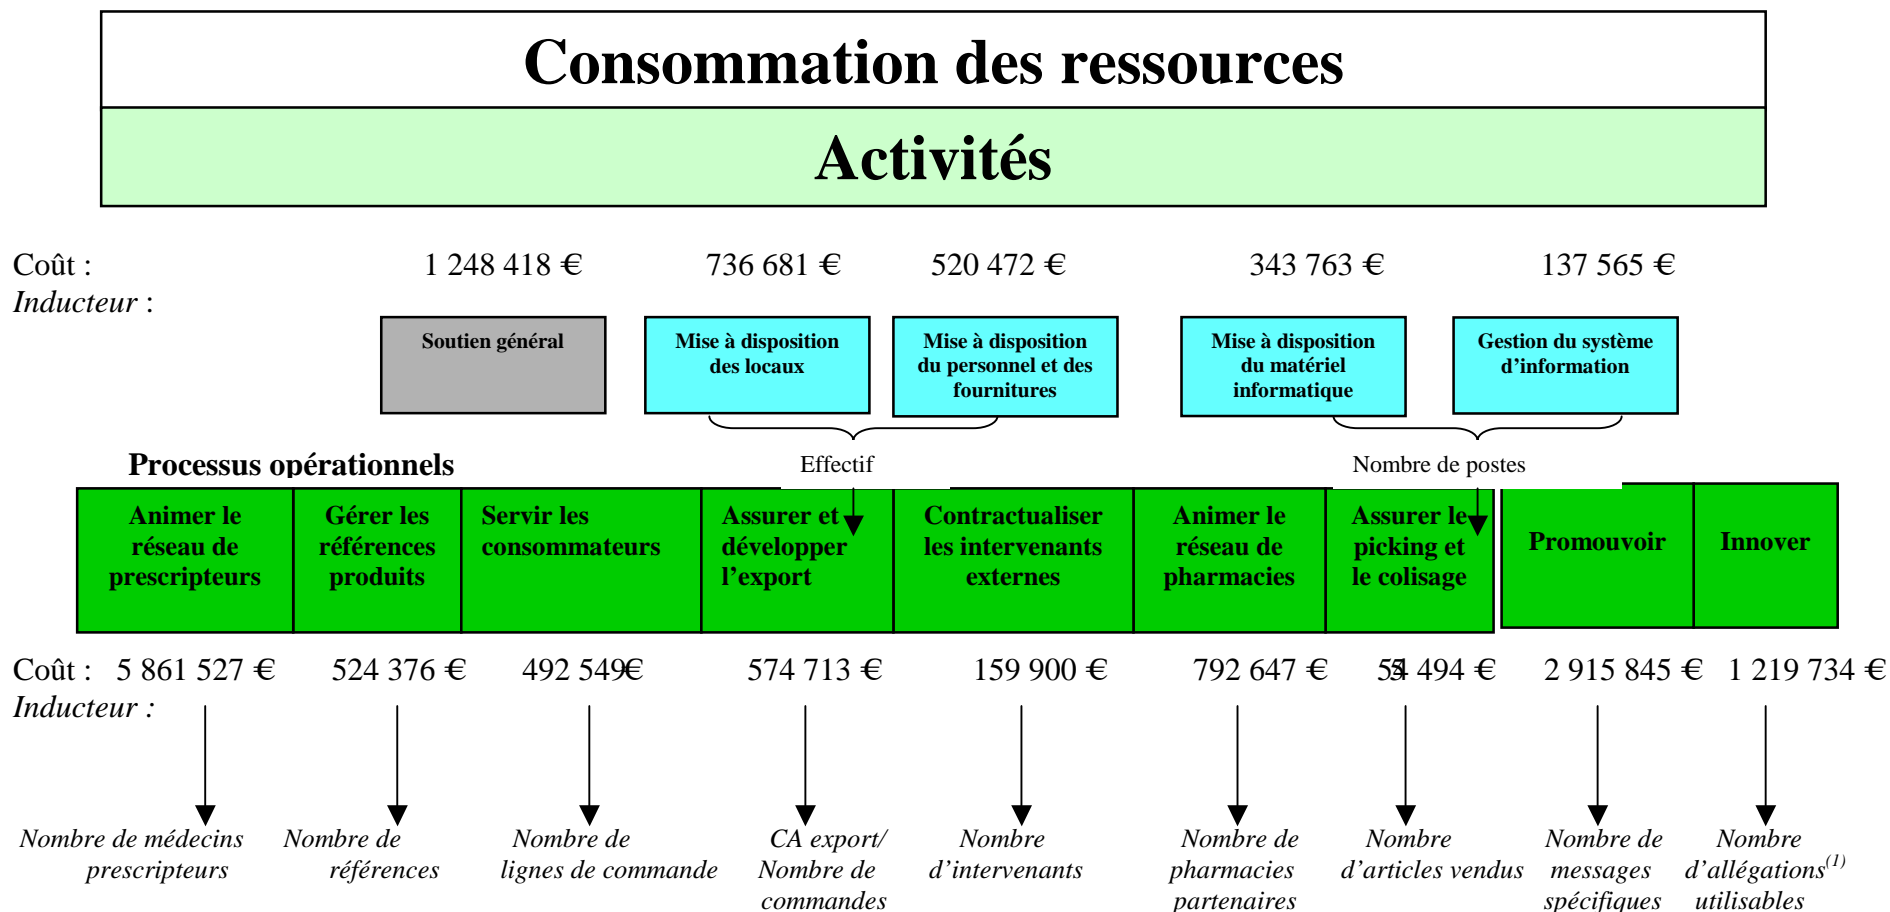 Consommation des ressources
Activités
Coût : 1 248 418 € 736 681 € 520 472 € 343 763 € 137 565 €
Inducteur :
Soutien général
Mise à disposition
des locaux
Mise à disposition
du personnel et des
fournitures
Mise à disposition
du matériel
informatique
Gestion du système
d’information
Effectif
Nombre de postes
Processus opérationnels
Animer le
réseau de
prescripteurs
Gérer les
références
produits
Servir les
consommateurs
Assurer et
développer
l’export
Contractualiser
les intervenants
externes
Animer le
réseau de
pharmacies
Assurer le
picking et
le colisage
Promouvoir
Innover
Coût : 5 861 527 € 524 376 € 492 549€ 574 713 € 159 900 € 792 647 € 494 € 2 915 845 € 1 219 734 €
Inducteur :
Nombre de médecins
prescripteurs
Nombre de
références
Nombre de
lignes de commande
CA export/
Nombre de
commandes
Nombre
d’intervenants
Nombre de
pharmacies
partenaires
Nombre
d’articles vendus
Nombre de
messages
spécifiques
Nombre
d’allégations(1)
utilisables